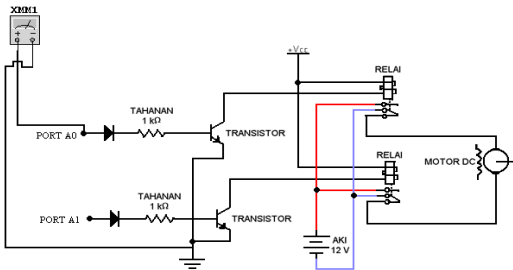 XMM1
+Vcc
RELAI
TAHANAN
1 kΩ
PORT A0
TRANSISTOR
RELAI
MOTOR DC
TAHANAN
1 kΩ
PORT A1
TRANSISTOR
AKI
12 V